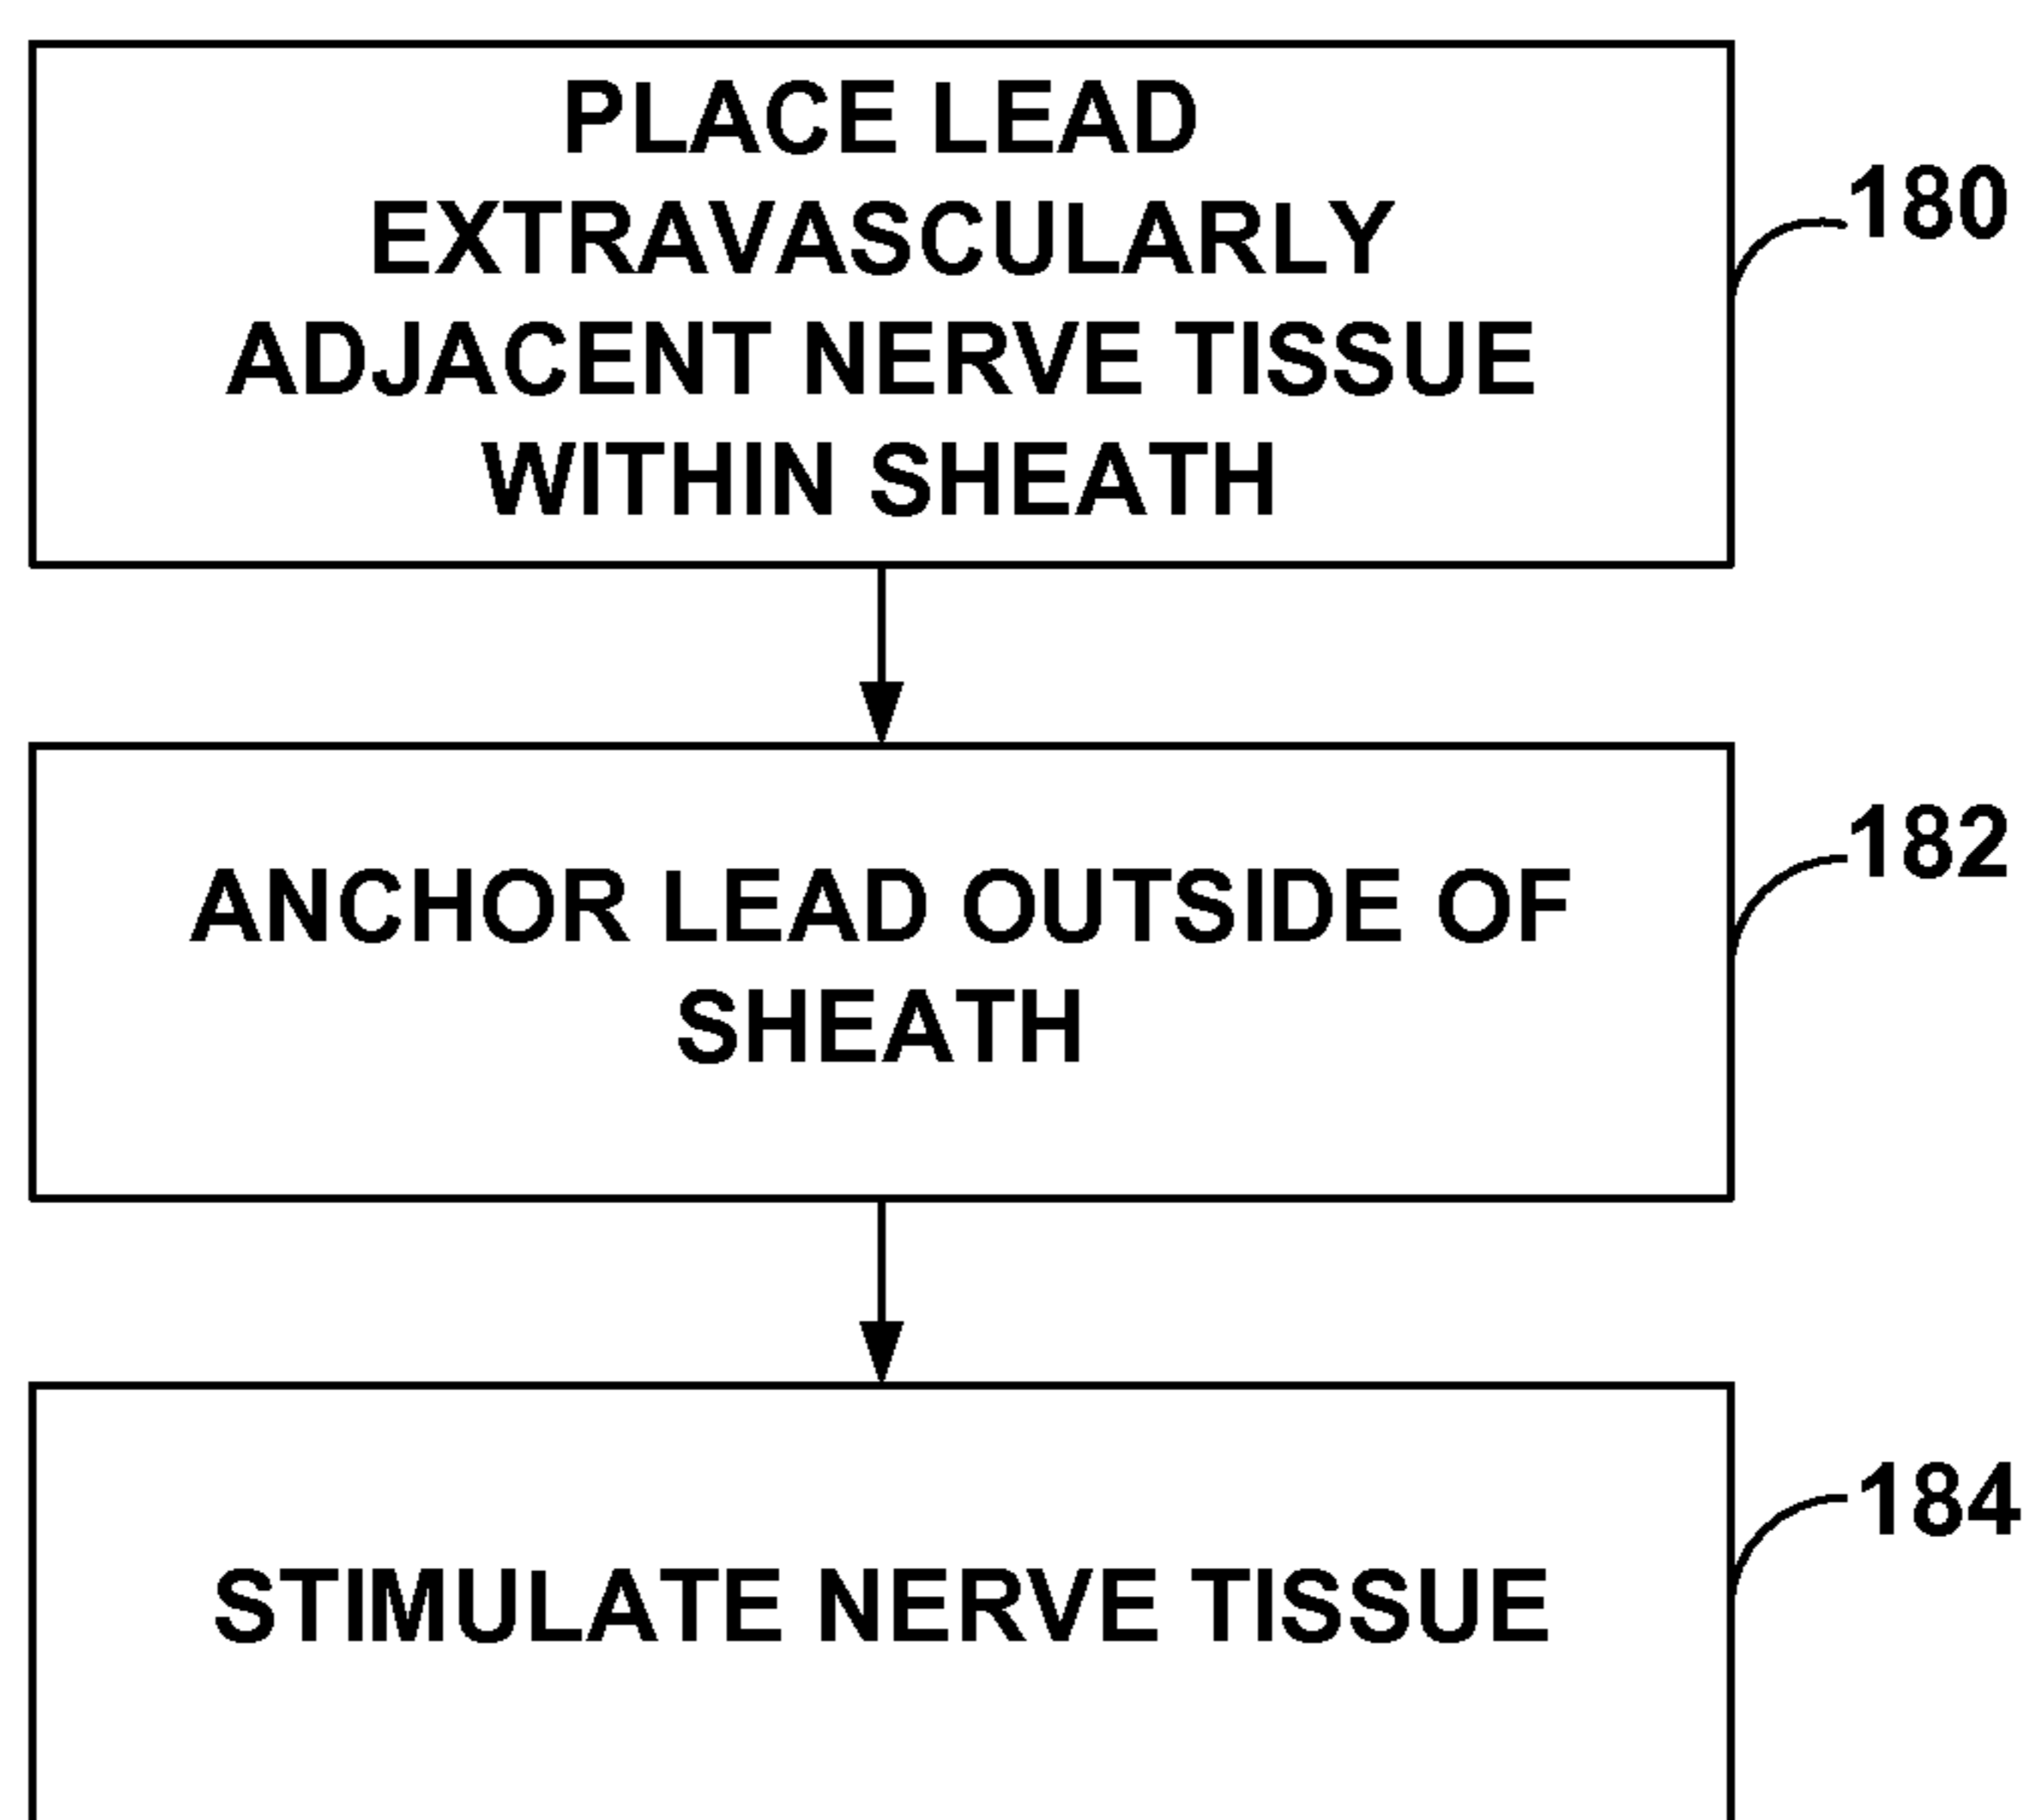 PLACE LEAD
EXTRAVASCULARLY
ADJACENT NERVE TISSUE
WITHIN SHEATH
180
ANCHOR LEAD OUTSIDE OF
SHEATH
182
STIMULATE NERVE TISSUE
184